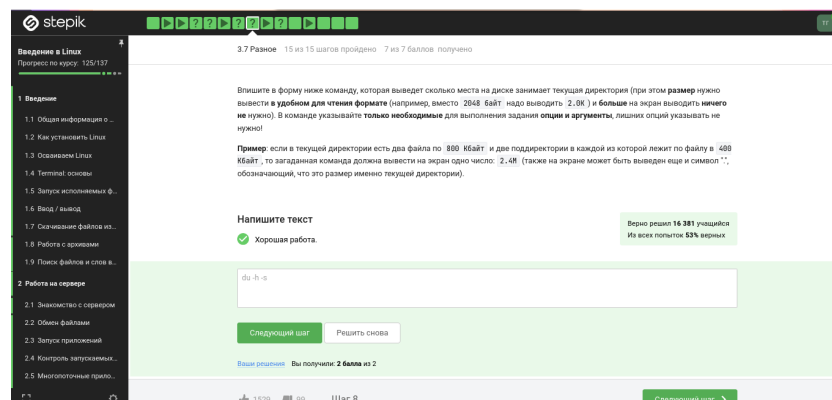 stepik
Введение в Linux
Прогресс по курсу: 125/137
3.7 Разное 15 из 15 шагов пройдено 7 из 7 баллов получено
1 Введение
1.1 Общая информация о ...
1.2 Как установить Linux
1.3 Осваиваем Linux
1.4 Terminal: основы
1.5 Запуск исполняемых ф...
1.6 Ввод / вывод
1.7 Скачивание файлов из...
1.8 Работа с архивами
1.9 Поиск файлов и слов в...
2 Работа на сервере
2.1 Знакомство с сервером
2.2 Обмен файлами
2.3 Запуск приложений
2.4 Контроль запускаемых...
2.5 Многопоточные прило...
Впишите в форму ниже команду, которая выведет сколько места на диске занимает текущая директория (при этом размер нужно
вывести в удобном для чтения формате (например, вместо 2048 байт надо выводить 2.0K ) и больше на экран выводить ничего
не нужно). В команде указывайте только необходимые для выполнения задания опции и аргументы, лишних опций указывать не
нужно!
Пример: если в текущей директории есть два файла по 800 Кбайт и две поддиректории в каждой из которой лежит по файлу в 400
Кбайт , то загаданная команда должна вывести на экран одно число: 2.4M (также на экране может быть выведен еще и символ ".",
обозначающий, что это размер именно текущей директории).
Напишите текст
Хорошая работа.
Верно решил 16 381 учащийся
Из всех попыток 53% верных
du -h -s
Следующий шаг Решить снова
Ваши решения Вы получили: 2 балла из 2
1529 99 Шаг 8 Следующий шаг